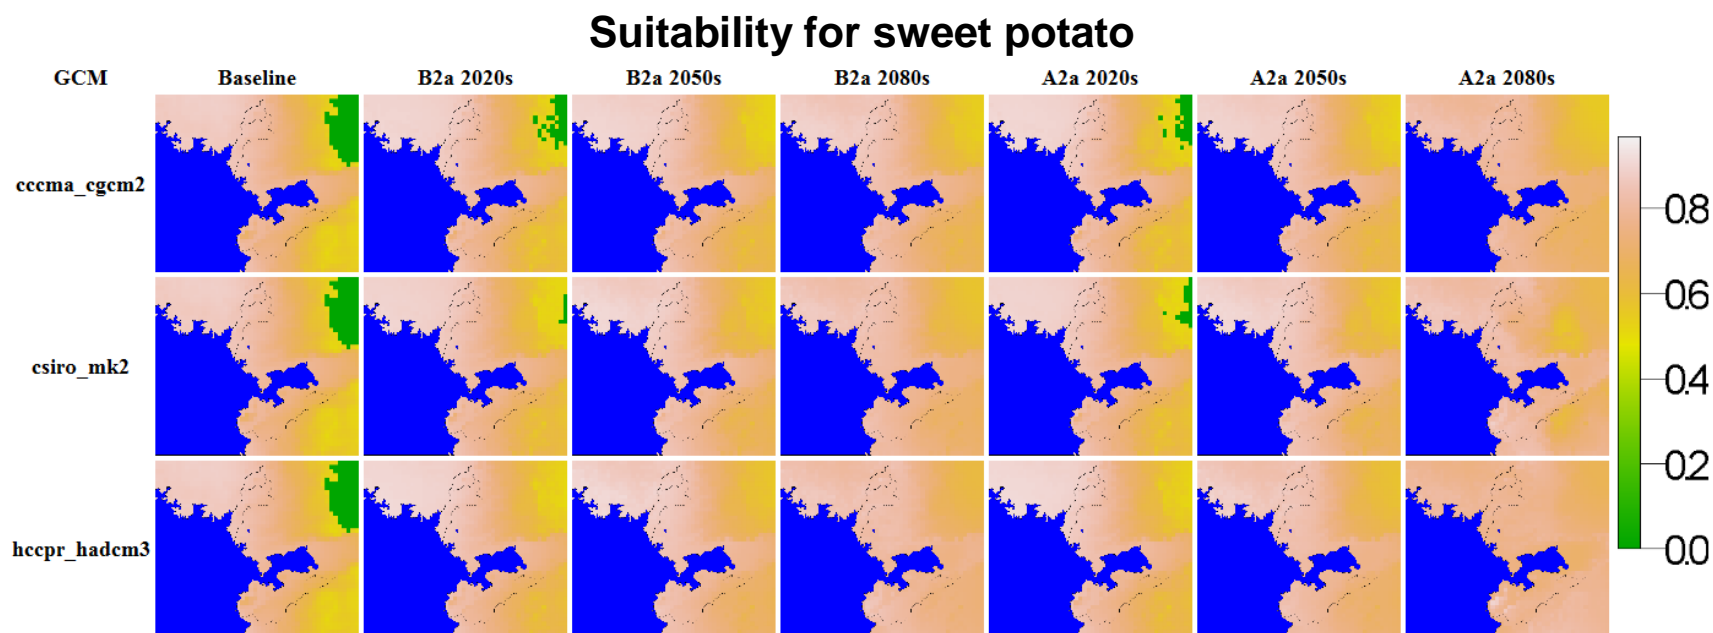 Suitability for sweet potato
GCM Baseline B2a 2020s B2a 2050s B2a 2080s A2a 2020s A2a 2050s A2a 2080s
cccma_cgcm2
csiro_mk2
hccpr_hadcm3
0.8
0.6
0.4
0.2
0.0